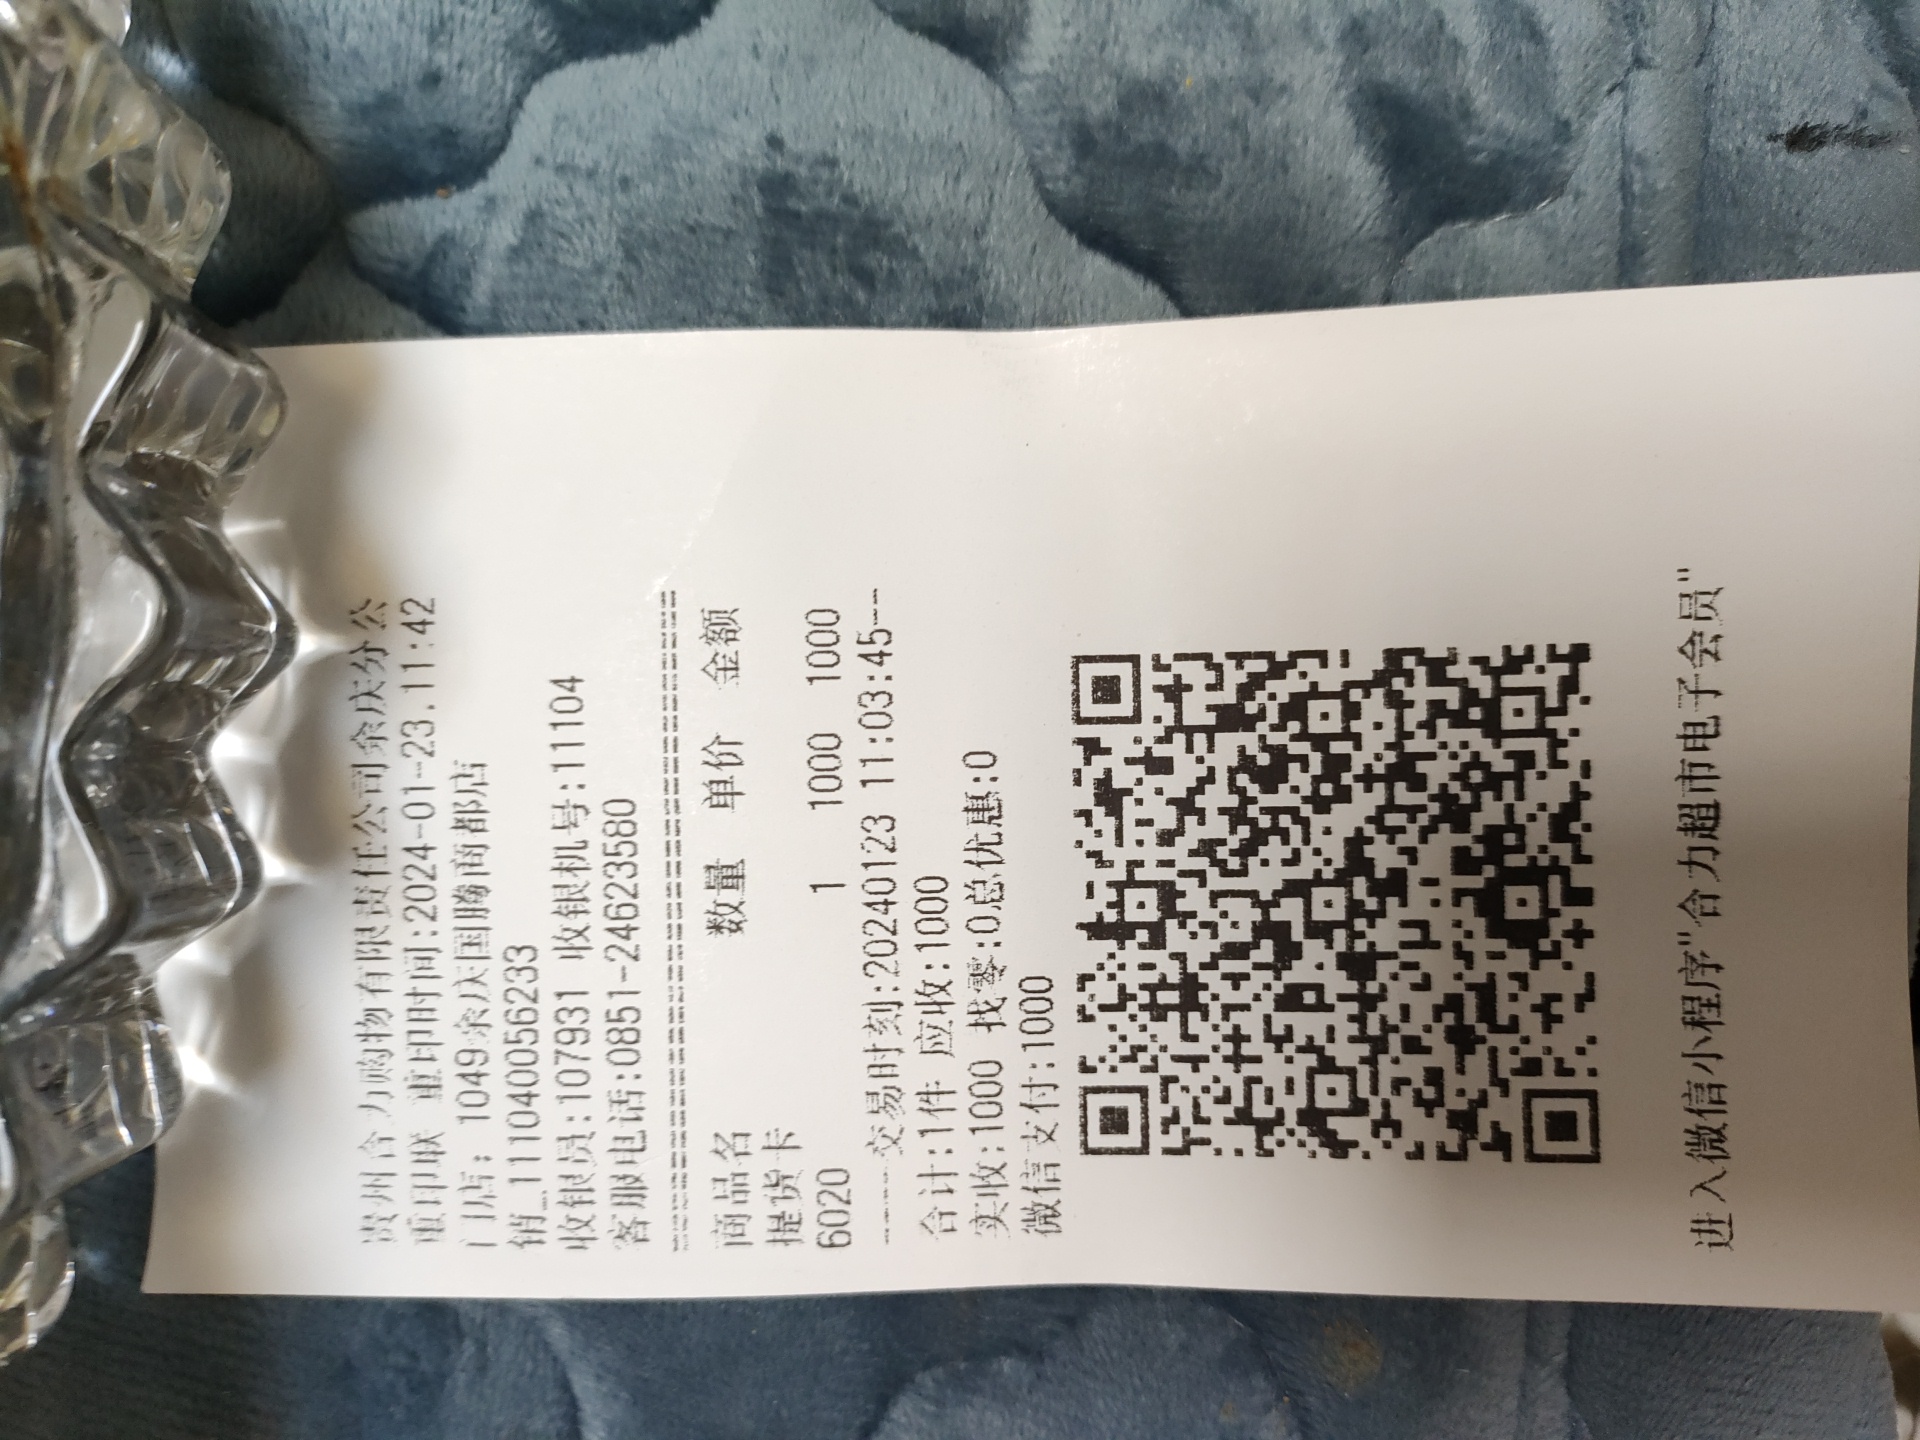 贵州合力购物有限责任公司余庆分公
重印联 重印时间:2024-01-23.11:42
门店: 1049余庆国腾商都店
销_1110400056233
收银员:107931 收银机号:11104
客服电话:0851-24623580
商品名 数量 单价 金额
提货卡
6020 1 1000 1000
-----交易时刻:20240123 11:03:45--
合计:1件 应收:1000
实收:1000 找零:0总优惠:0
微信支付:1000
进入微信小程序"合力超市电子会员"